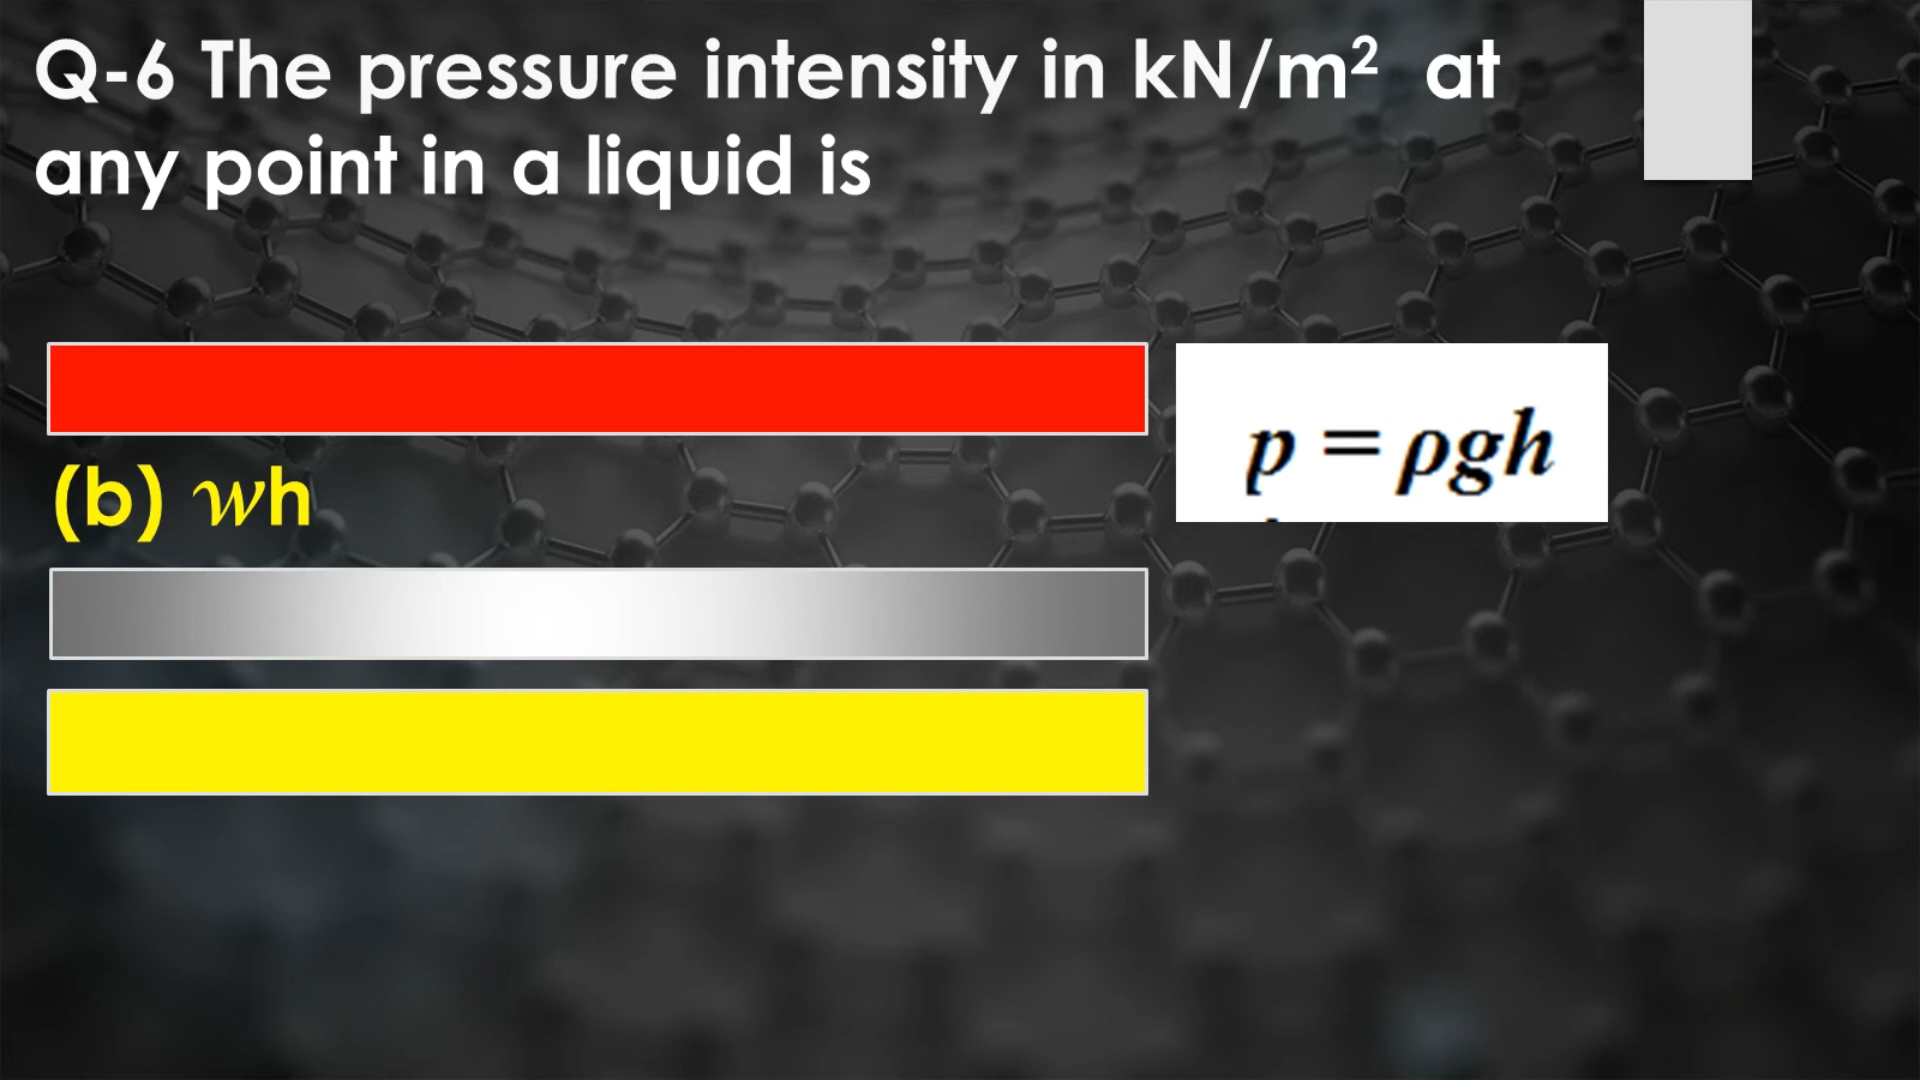 Q-6 The pressure intensity in kN/m² at
any point in a liquid is
(b) 𝓌h
p = ρgh